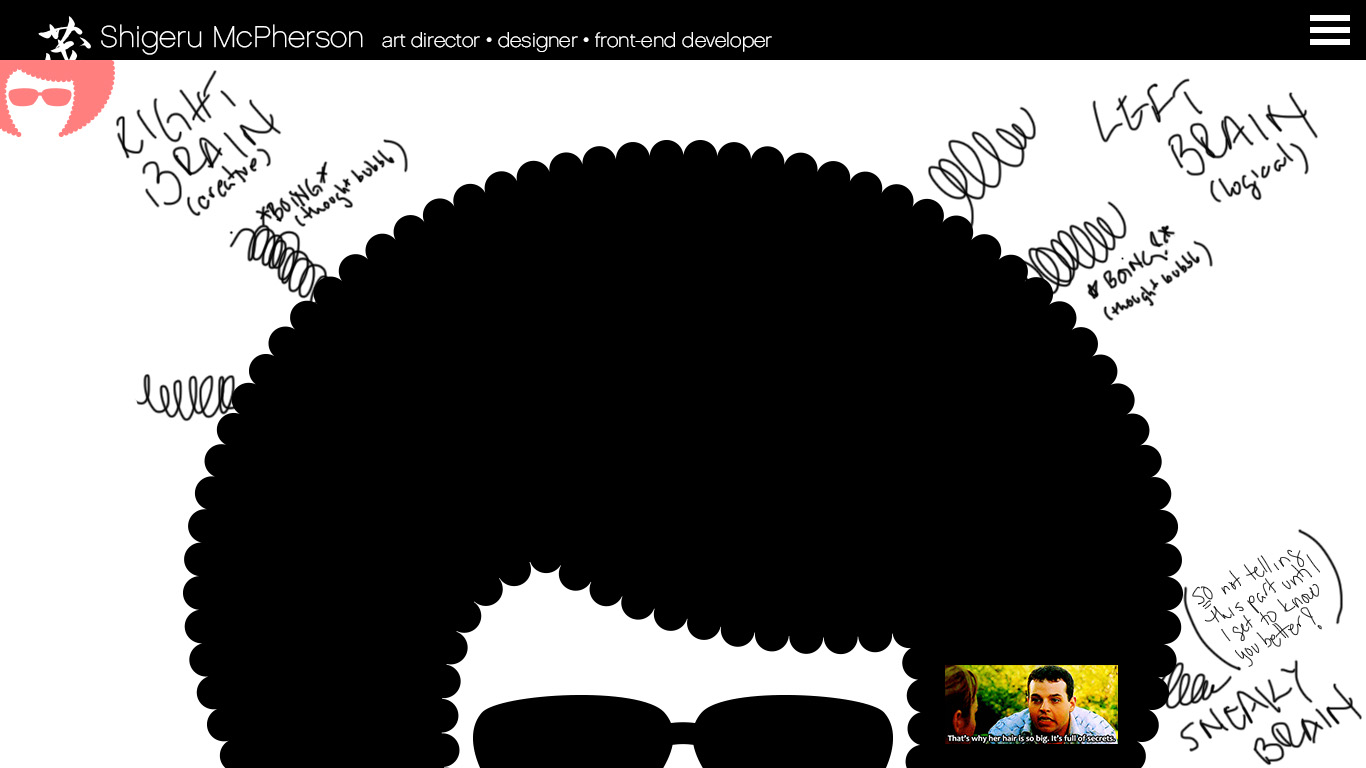 Shigeru McPherson art director • designer • front-end developer
RIGHT
BRAIN
(creative)
*BOING*
(thought bubble)
LEFT
BRAIN
(logical)
*BOING!*
(thought bubble)
(SO not telling
this part until
I get to know
you better?
SNEAKY
BRAIN
That's why her hair is so big. It's full of secrets.